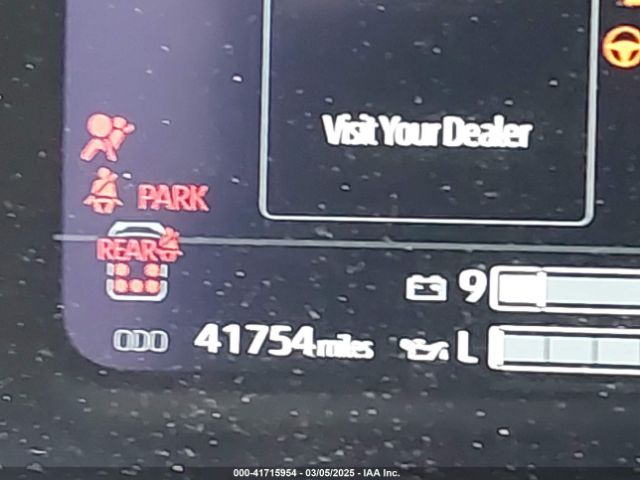 Visit Your Dealer
PARK
REAR
9
41754 miles
L
000-41715954 - 03/05/2025 - IAA Inc.